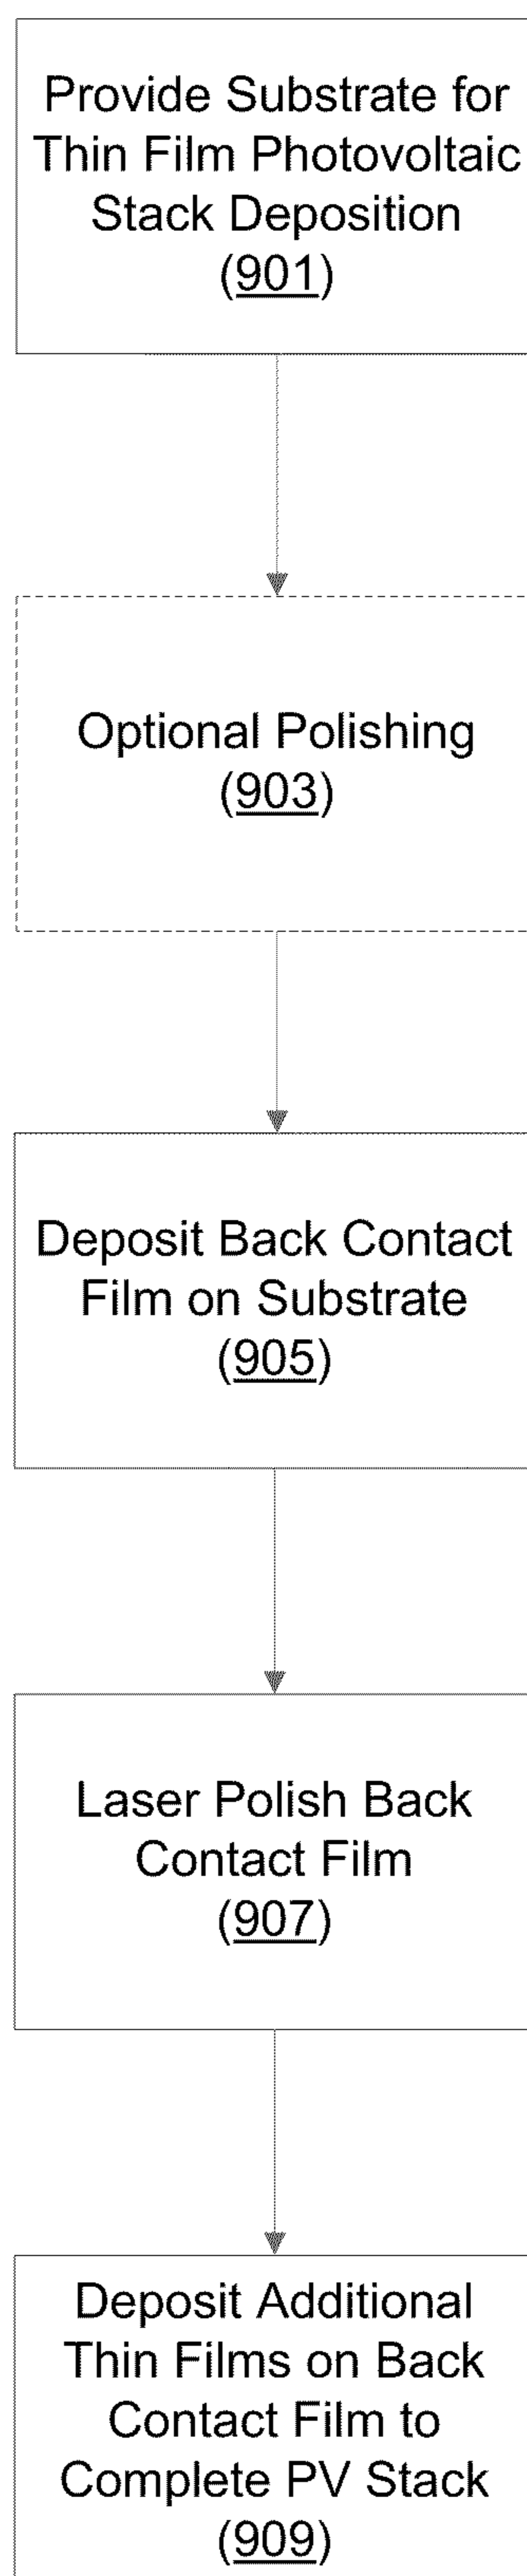 Provide Substrate for
Thin Film Photovoltaic
Stack Deposition
(901)
Optional Polishing
(903)
Deposit Back Contact
Film on Substrate
(905)
Laser Polish Back
Contact Film
(907)
Deposit Additional
Thin Films on Back
Contact Film to
Complete PV Stack
(909)